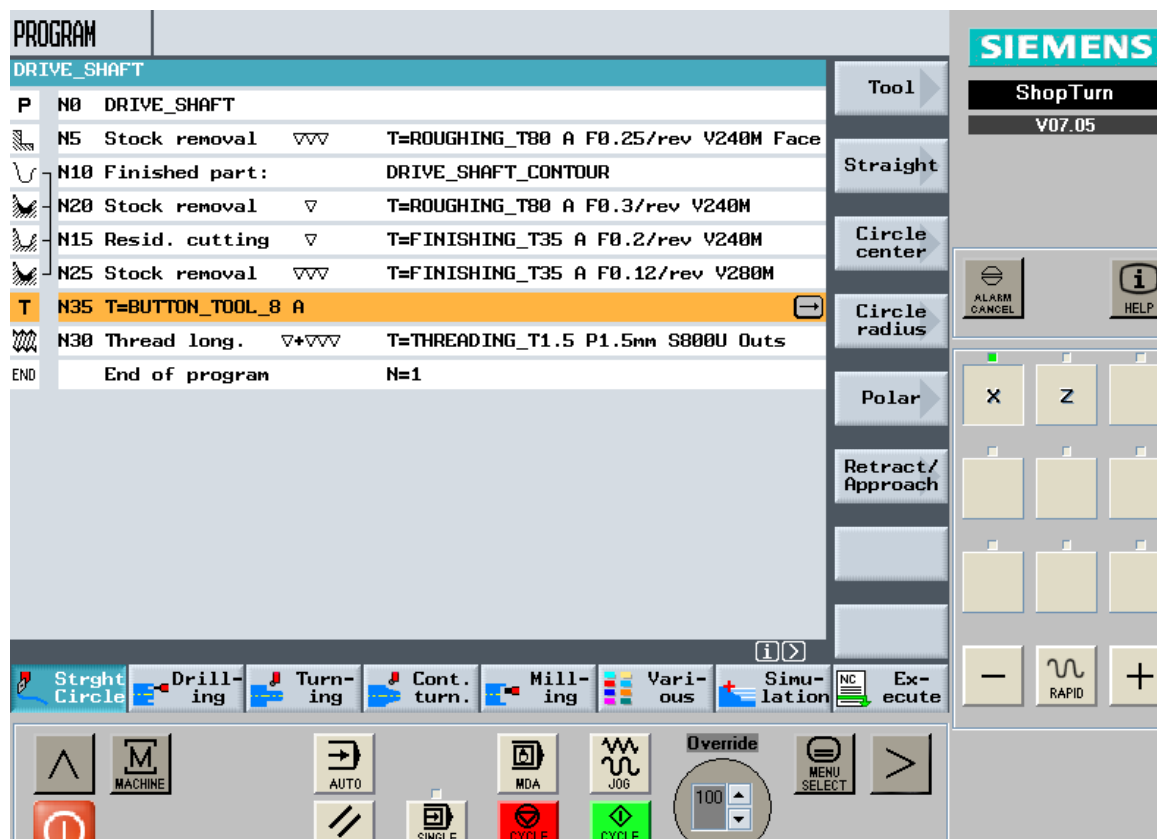 PROGRAM
DRIVE_SHAFT
P N0 DRIVE_SHAFT
N5 Stock removal ▽▽▽ T=ROUGHING_T80 A F0.25/rev V240M Face
N10 Finished part: DRIVE_SHAFT_CONTOUR
N20 Stock removal ▽ T=ROUGHING_T80 A F0.3/rev V240M
N15 Resid. cutting ▽ T=FINISHING_T35 A F0.2/rev V240M
N25 Stock removal ▽▽▽ T=FINISHING_T35 A F0.12/rev V280M
T N35 T=BUTTON_TOOL_8 A
N30 Thread long. ▽+▽▽▽ T=THREADING_T1.5 P1.5mm S800U Outs
END End of program N=1
Tool
Straight
Circle
center
Circle
radius
Polar
Retract/
Approach
Strght
Circle
Drill-
ing
Turn-
ing
Cont.
turn.
Mill-
ing
Vari-
ous
Simu-
lation
NC
Ex-
ecute
SIEMENS
ShopTurn
V07.05
ALARM
CANCEL
i
HELP
X
Z
−
RAPID
+
M
MACHINE
AUTO
SINGLE
MDA
CYCLE
JOG
CYCLE
Override
100
MENU
SELECT